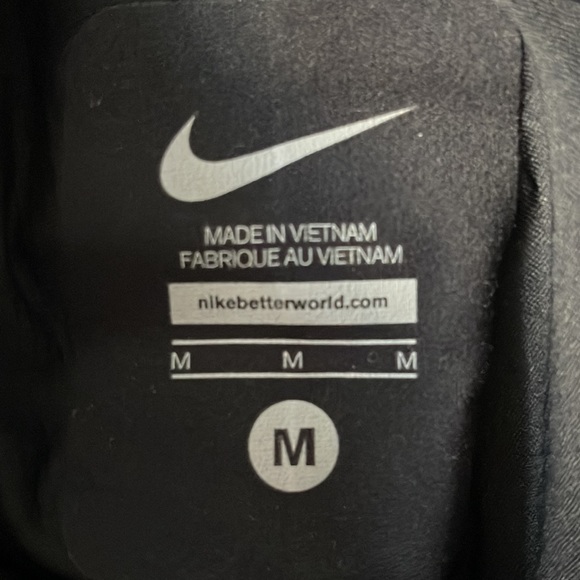 MADE IN VIETNAM
FABRIQUE AU VIETNAM
nikebetterworld.com
M M M
M